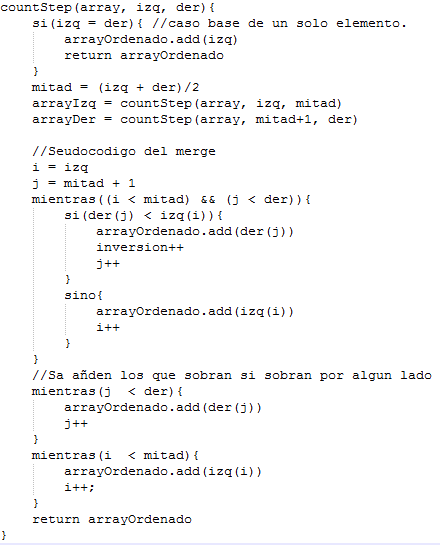 countStep(array, izq, der){
    si(izq = der){ //caso base de un solo elemento.
        arrayOrdenado.add(izq)
        return arrayOrdenado
    }
    mitad = (izq + der)/2
    arrayIzq = countStep(array, izq, mitad)
    arrayDer = countStep(array, mitad+1, der)

    //Seudocodigo del merge
    i = izq
    j = mitad + 1
    mientras((i < mitad) && (j < der)){
        si(der(j) < izq(i)){
            arrayOrdenado.add(der(j))
            inversion++
            j++
        }
        sino{
            arrayOrdenado.add(izq(i))
            i++
        }
    }
    //Sa añden los que sobran si sobran por algun lado
    mientras(j  < der){
        arrayOrdenado.add(der(j))
        j++
    }
    mientras(i  < mitad){
        arrayOrdenado.add(izq(i))
        i++;
    }
    return arrayOrdenado
}